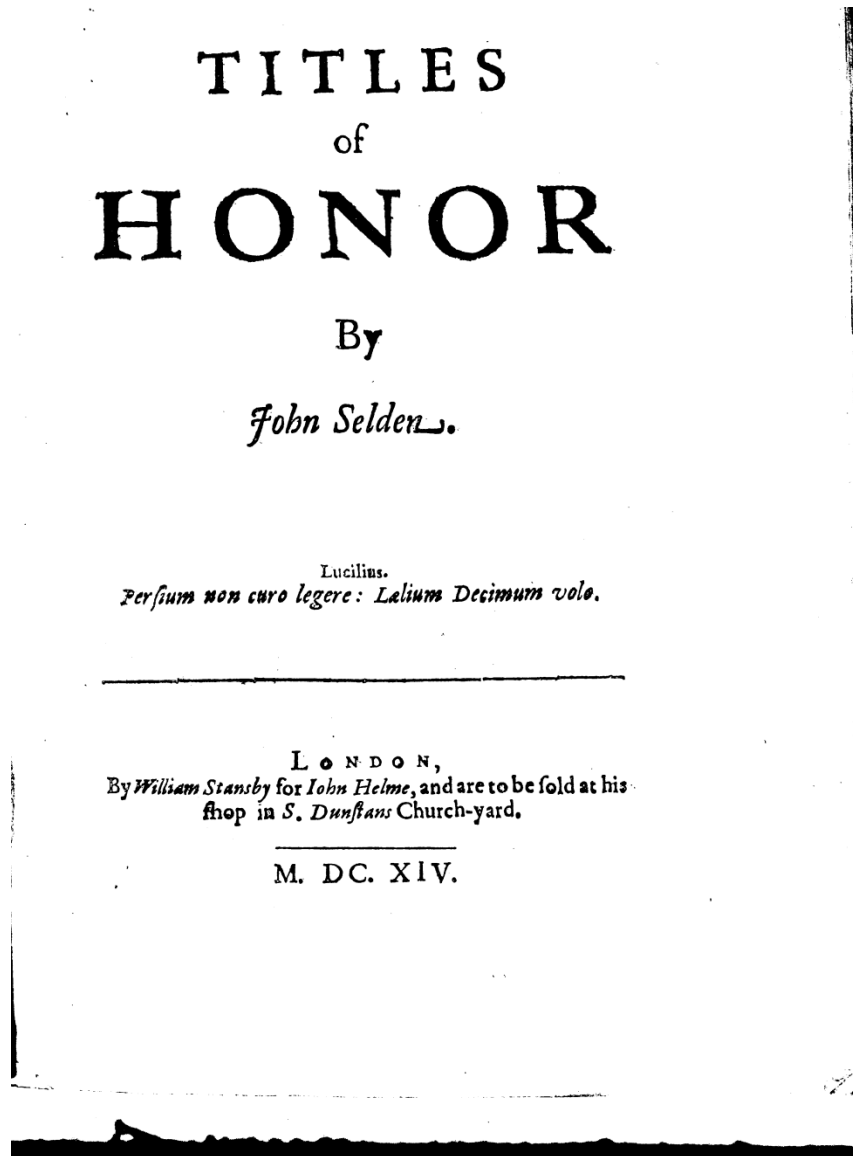 TITLES
of
HONOR
By
John Selden.
Lucilius.
Perſium non curo legere: Lælium Decimum volo.
LONDON,
By William Stansby for Iohn Helme, and are to be ſold at his
ſhop in S. Dunſtans Church-yard.
M. DC. XIV.